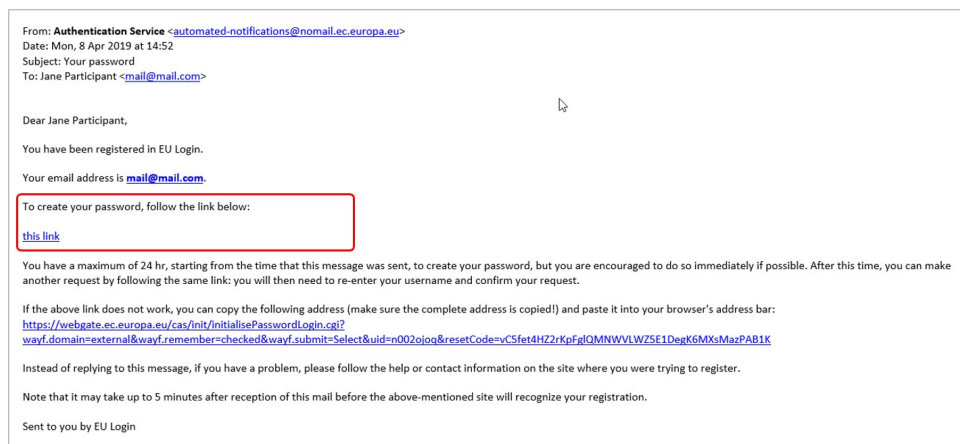 From: Authentication Service <automated-notifications@nomail.ec.europa.eu>
Date: Mon, 8 Apr 2019 at 14:52
Subject: Your password
To: Jane Participant <mail@mail.com>
Dear Jane Participant,
You have been registered in EU Login.
Your email address is mail@mail.com.
To create your password, follow the link below:
this link
You have a maximum of 24 hr, starting from the time that this message was sent, to create your password, but you are encouraged to do so immediately if possible. After this time, you can make
another request by following the same link: you will then need to re-enter your username and confirm your request.
If the above link does not work, you can copy the following address (make sure the complete address is copied!) and paste it into your browser's address bar:
https://webgate.ec.europa.eu/cas/init/initialisePasswordLogin.cgi?
wayf.domain=external&wayf.remember=checked&wayf.submit=Select&uid=n002ojoq&resetCode=vC5fet4HZ2rKpFglQMNWVLWZ5E1DegK6MXsMazPAB1K
Instead of replying to this message, if you have a problem, please follow the help or contact information on the site where you were trying to register.
Note that it may take up to 5 minutes after reception of this mail before the above-mentioned site will recognize your registration.
Sent to you by EU Login